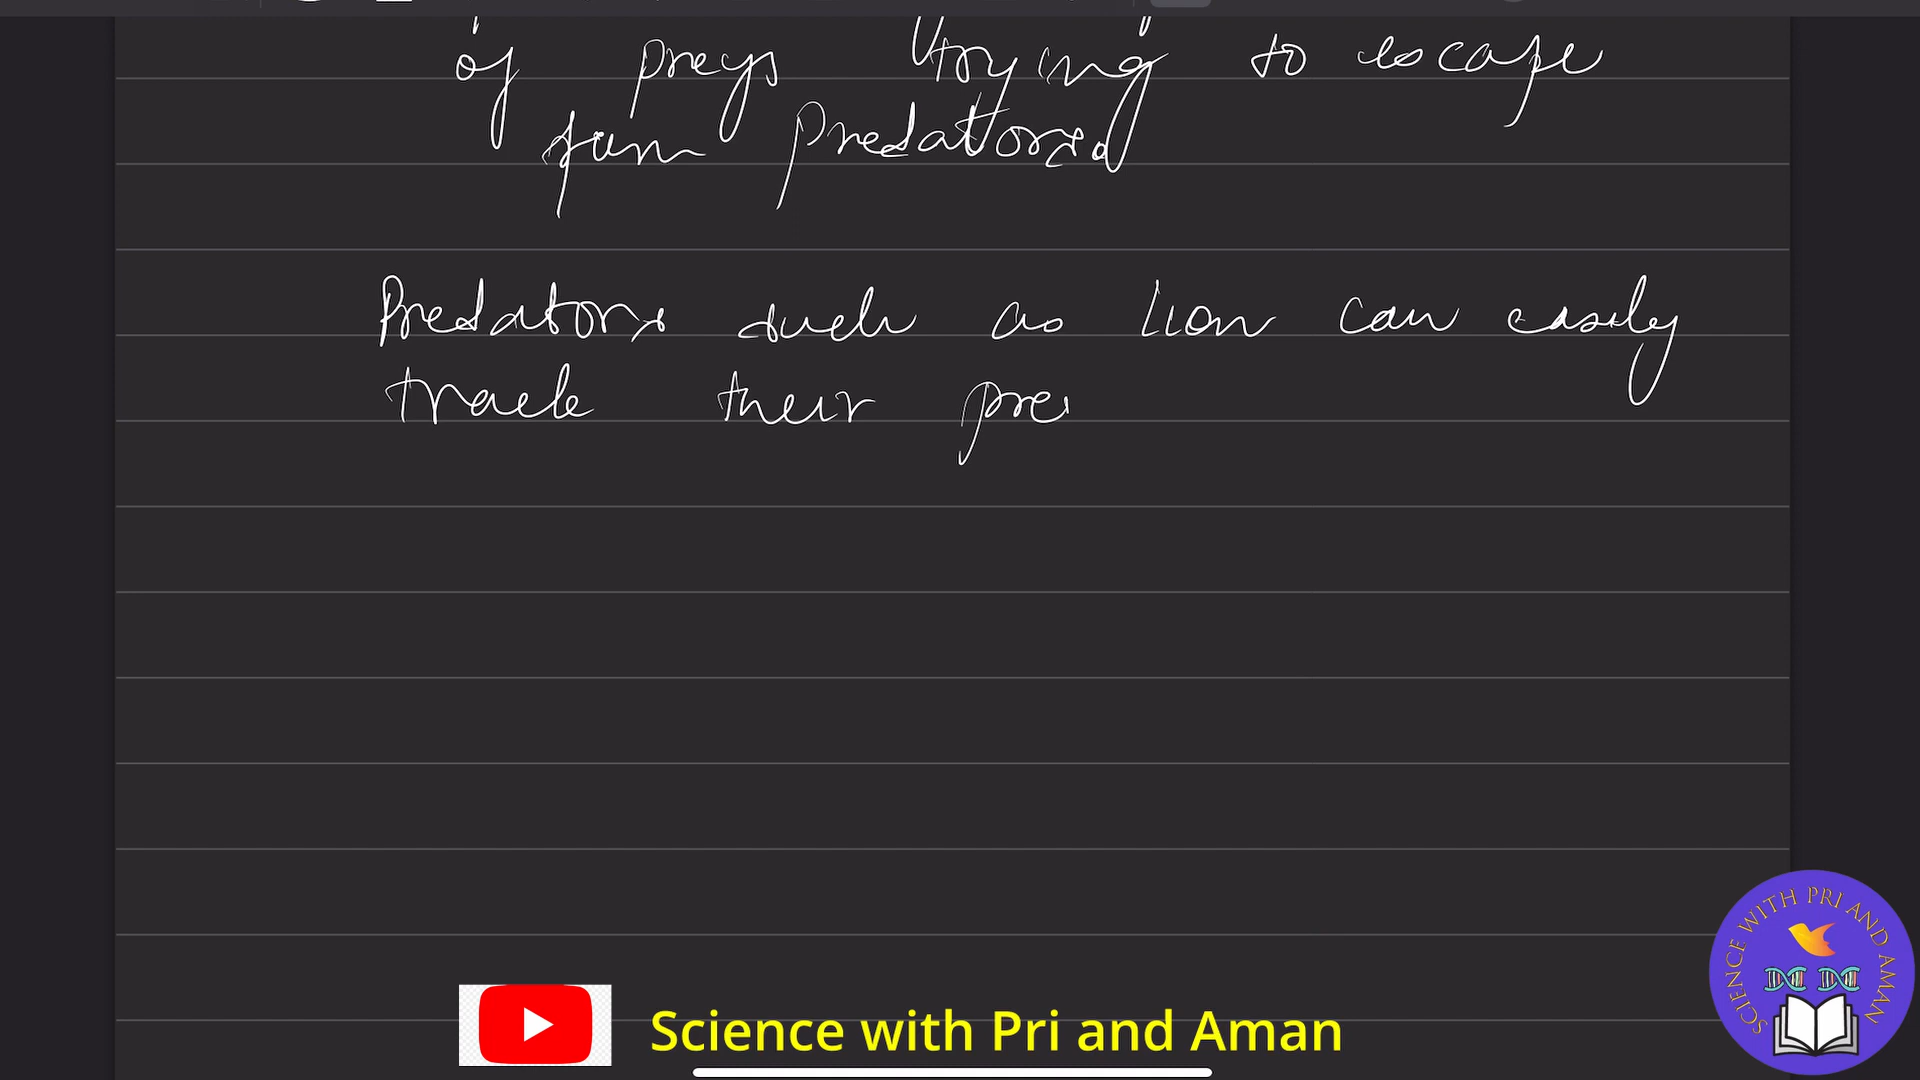 of preys trying to escape
from Predators
Predators such as lion can easily
track their pre
Science with Pri and Aman
SCIENCE WITH PRI AND AMAN